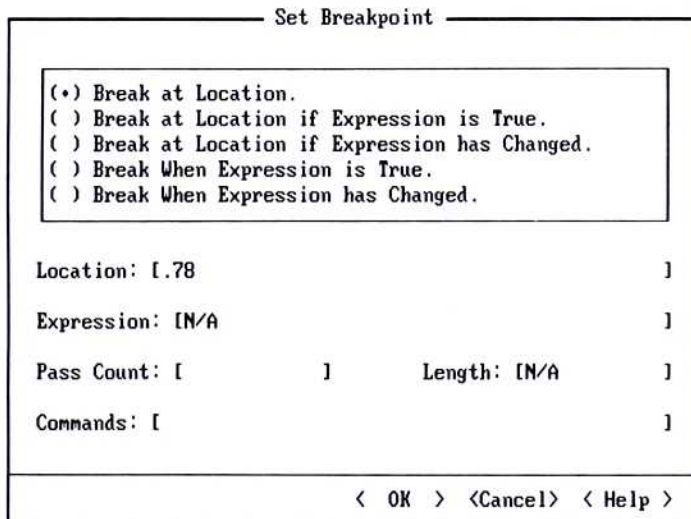 Set Breakpoint
(•) Break at Location.
( ) Break at Location if Expression is True.
( ) Break at Location if Expression has Changed.
( ) Break When Expression is True.
( ) Break When Expression has Changed.
Location: [.78 ]
Expression: [N/A ]
Pass Count: [ ] Length: [N/A ]
Commands: [ ]
< OK > <Cancel> < Help >